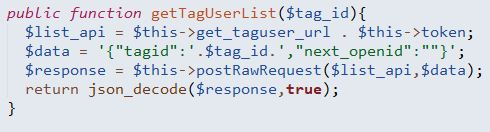 public function getTagUserList($tag_id){
$list_api = $this->get_taguser_url . $this->token;
$data = '{"tagid":'.$tag_id.',"next_openid":""}';
$response = $this->postRawRequest($list_api,$data);
return json_decode($response,true);
}